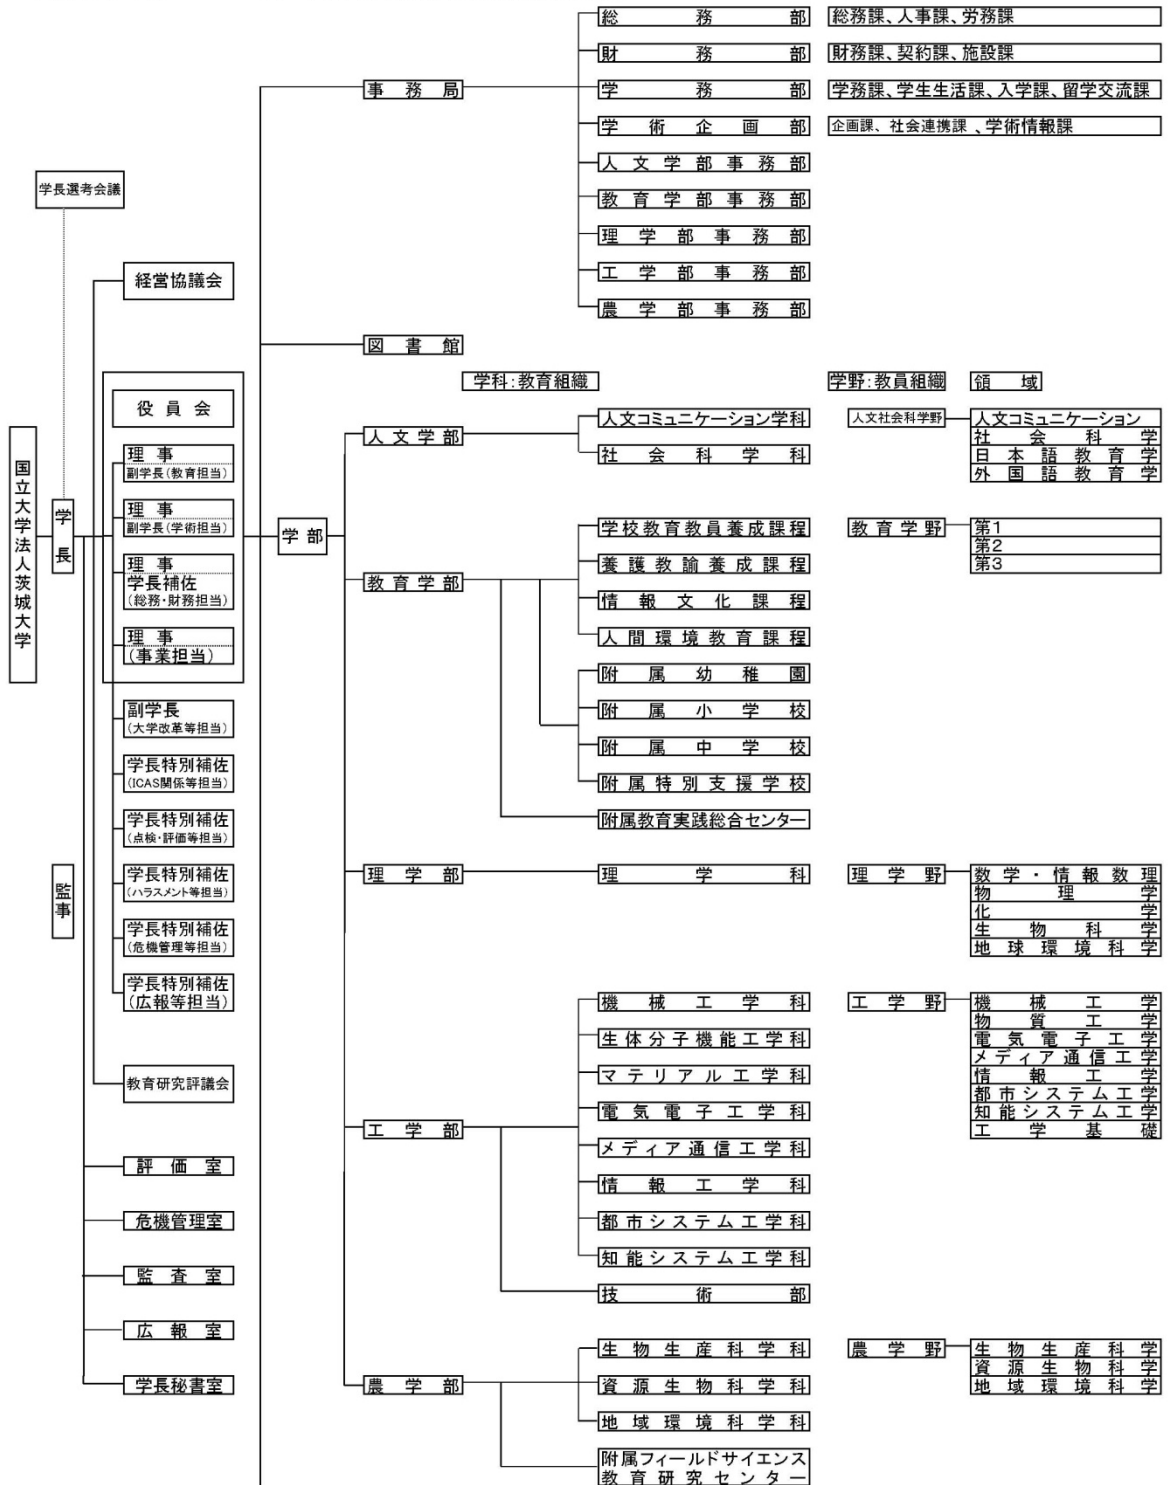 総務部
総務課、人事課、労務課
財務部
財務課、契約課、施設課
事務局
学務部
学務課、学生生活課、入学課、留学交流課
学術企画部
企画課、社会連携課、学術情報課
人文学部事務部
教育学部事務部
理学部事務部
工学部事務部
農学部事務部
図書館
学長選考会議
経営協議会
国立大学法人茨城大学
学長
監事
役員会
理事
副学長(教育担当)
理事
副学長(学術担当)
理事
学長補佐
(総務・財務担当)
理事
(事業担当)
副学長
(大学改革等担当)
学長特別補佐
(ICAS関係等担当)
学長特別補佐
(点検・評価等担当)
学長特別補佐
(ハラスメント等担当)
学長特別補佐
(危機管理等担当)
学長特別補佐
(広報等担当)
教育研究評議会
評価室
危機管理室
監査室
広報室
学長秘書室
学科:教育組織
学野:教員組織
領域
学部
人文学部
人文コミュニケーション学科
社会科学科
人文社会科学野
人文コミュニケーション
社会科学
日本語教育学
外国語教育学
教育学部
学校教育教員養成課程
養護教諭養成課程
情報文化課程
人間環境教育課程
附属幼稚園
附属小学校
附属中学校
附属特別支援学校
附属教育実践総合センター
教育学野
第1
第2
第3
理学部
理学科
理学野
数学・情報数理
物理学
化学
生物科学
地球環境科学
工学部
機械工学科
生体分子機能工学科
マテリアル工学科
電気電子工学科
メディア通信工学科
情報工学科
都市システム工学科
知能システム工学科
技術部
工学野
機械工学
物質工学
電気電子工学
メディア通信工学
情報工学
都市システム工学
知能システム工学
工学基礎
農学部
生物生産科学科
資源生物科学科
地域環境科学科
附属フィールドサイエンス
教育研究センター
農学野
生物生産科学
資源生物科学
地域環境科学